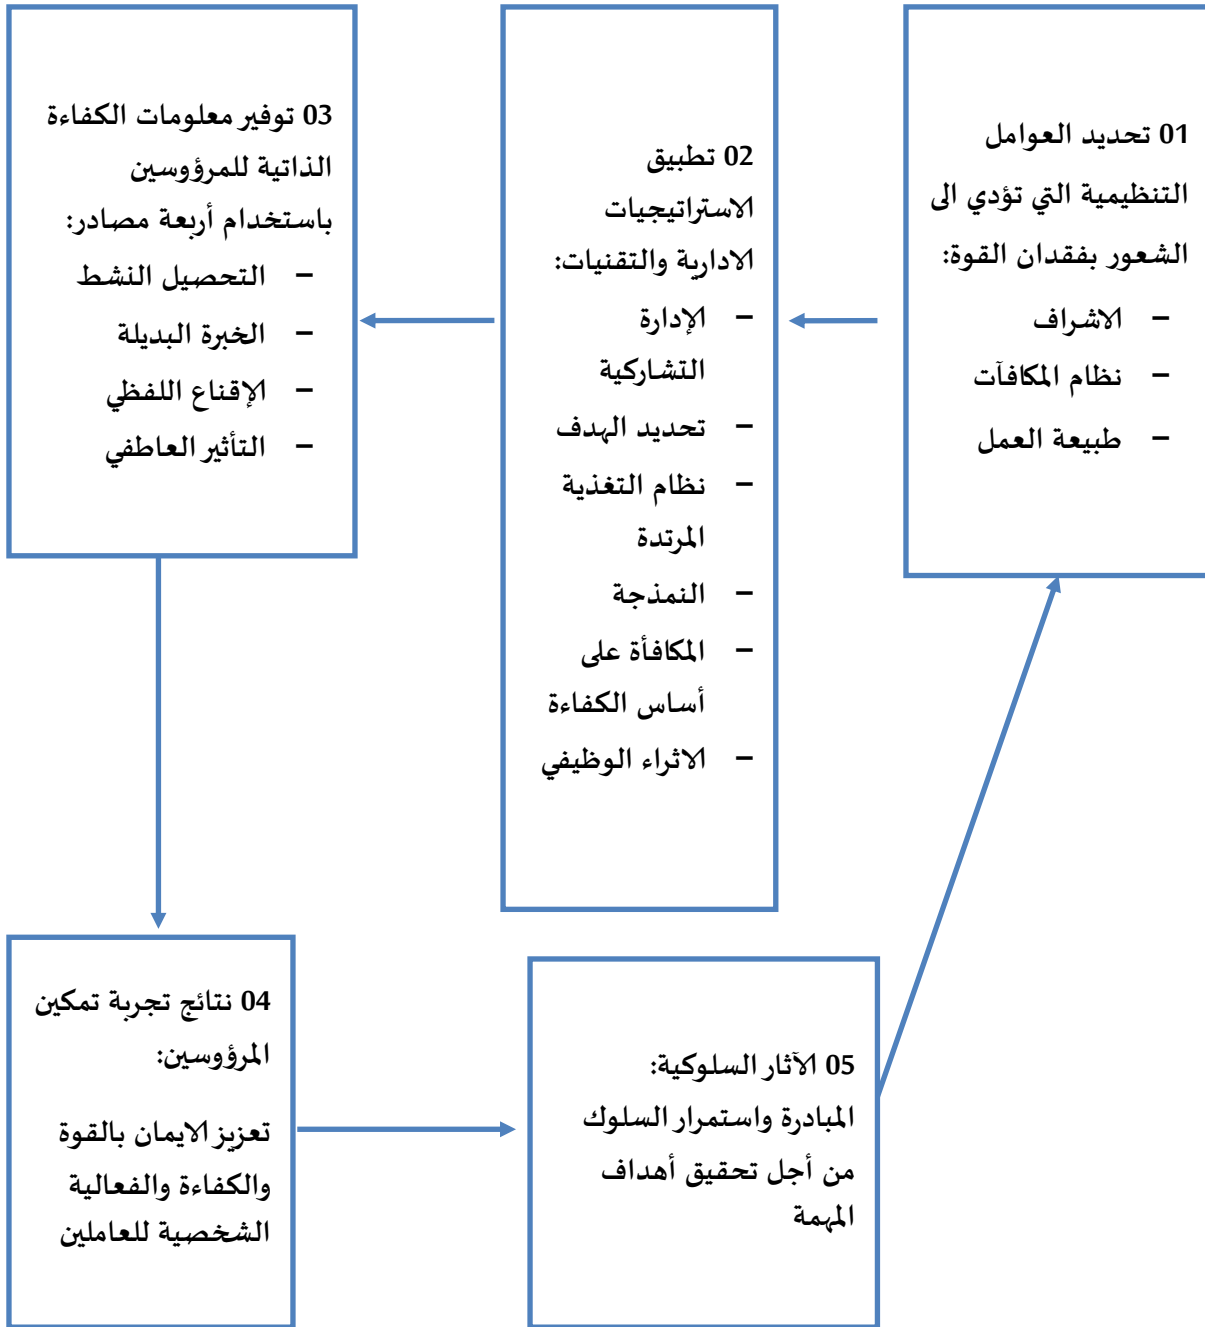 01 تحديد العوامل
التنظيمية التي تؤدي الى
الشعور بفقدان القوة:
– الاشراف
– نظام المكافآت
– طبيعة العمل
02 تطبيق
الاستراتيجيات
الادارية والتقنيات:
– الإدارة
التشاركية
– تحديد الهدف
– نظام التغذية
المرتدة
– النمذجة
– المكافأة على
أساس الكفاءة
– الاثراء الوظيفي
03 توفير معلومات الكفاءة
الذاتية للمرؤوسين
باستخدام أربعة مصادر:
– التحصيل النشط
– الخبرة البديلة
– الإقناع اللفظي
– التأثير العاطفي
04 نتائج تجربة تمكين
المرؤوسين:
تعزيز الايمان بالقوة
والكفاءة والفعالية
الشخصية للعاملين
05 الآثار السلوكية:
المبادرة واستمرار السلوك
من أجل تحقيق أهداف
المهمة